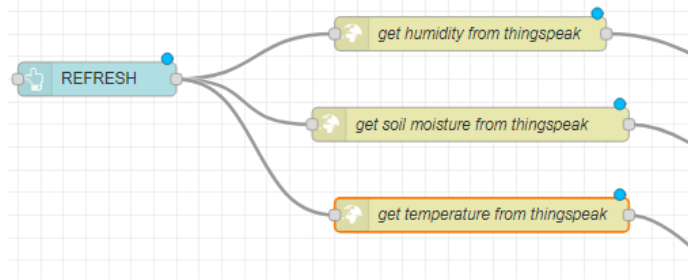 get humidity from thingspeak
REFRESH
get soil moisture from thingspeak
get temperature from thingspeak